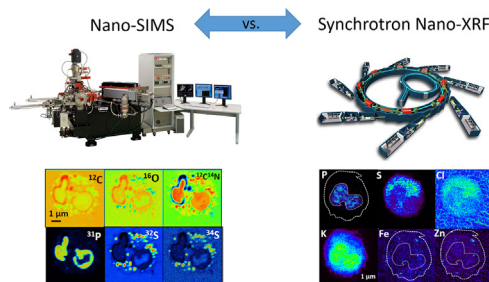 Nano-SIMS
vs.
Synchrotron Nano-XRF
12C
16O
12C14N
1 µm
31P
32S
34S
P
S
Cl
K
Fe
Zn
1 µm